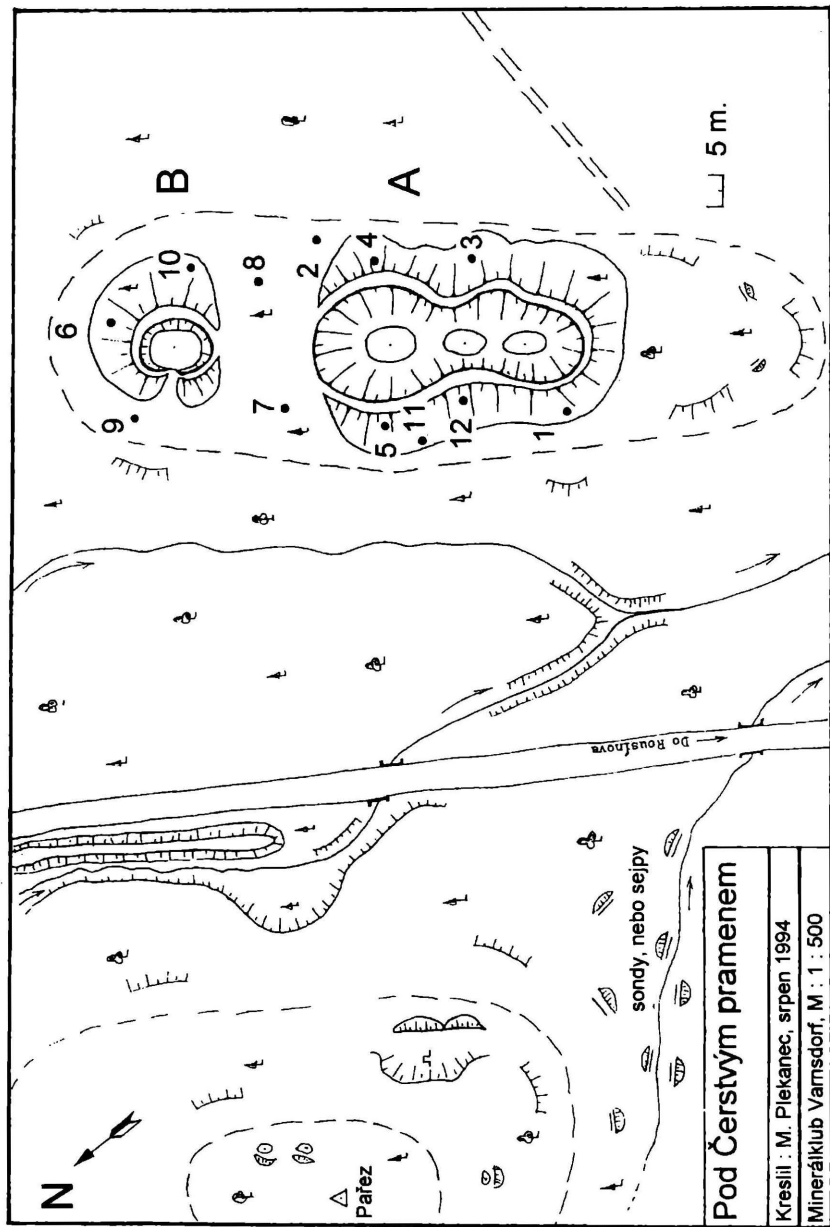 N
B
A
6
10
8
2
4
3
9
7
5
11
12
1
5 m.
Do Rousínova
sondy, nebo sejpy
Pařez
Pod Čerstvým pramenem
Kreslil : M. Plekanec, srpen 1994
Minerálklub Varnsdorf, M : 1 : 500